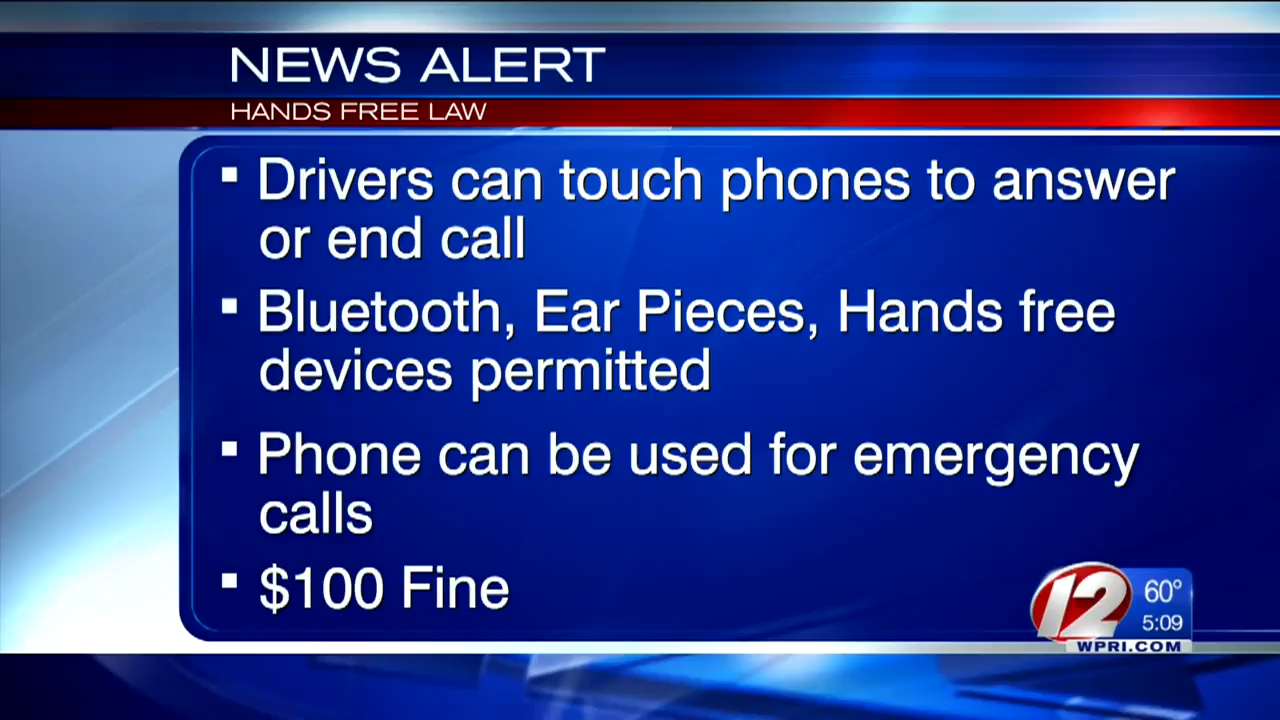 NEWS ALERT
HANDS FREE LAW
▪ Drivers can touch phones to answer
or end call
▪ Bluetooth, Ear Pieces, Hands free
devices permitted
▪ Phone can be used for emergency
calls
▪ $100 Fine
12
60°
5:09
WPRI.COM